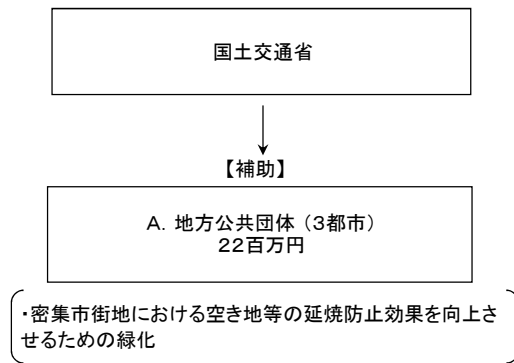 国土交通省
【補助】
A．地方公共団体（3都市）
22百万円
・密集市街地における空き地等の延焼防止効果を向上さ
せるための緑化